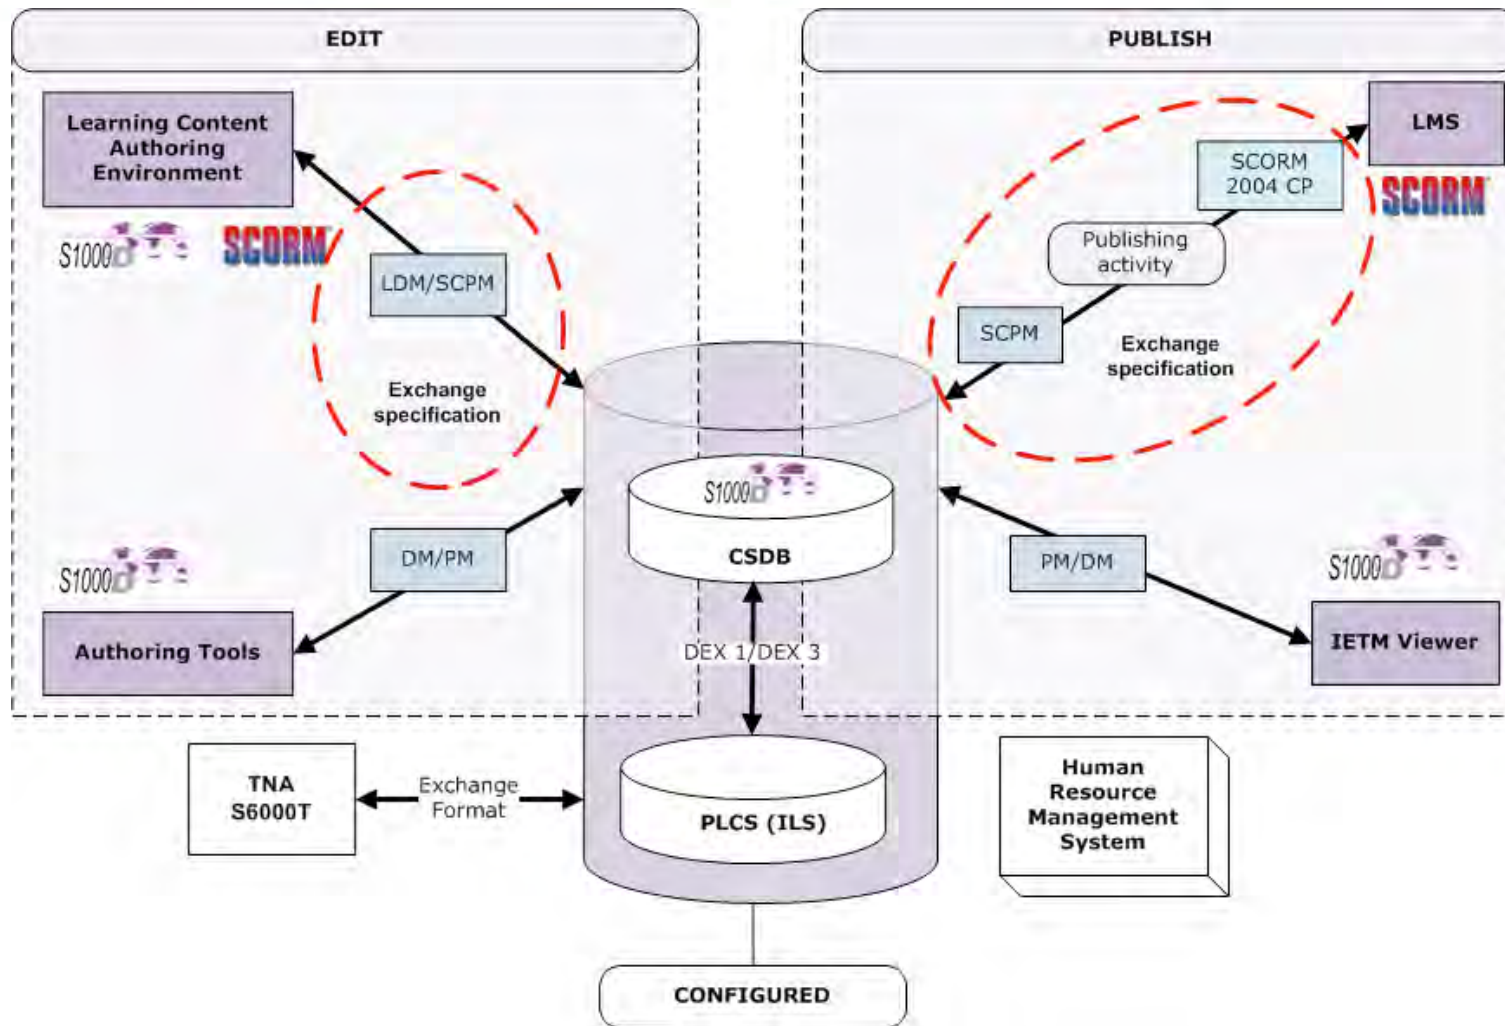 EDIT
PUBLISH
Learning Content
Authoring
Environment
S1000d
SCORM
LDM/SCPM
Exchange
specification
LMS
SCORM
2004 CP
SCORM
Publishing
activity
SCPM
Exchange
specification
S1000d
CSDB
S1000d
DM/PM
Authoring Tools
PM/DM
S1000d
IETM Viewer
DEX 1/DEX 3
TNA
S6000T
Exchange
Format
PLCS (ILS)
Human
Resource
Management
System
CONFIGURED